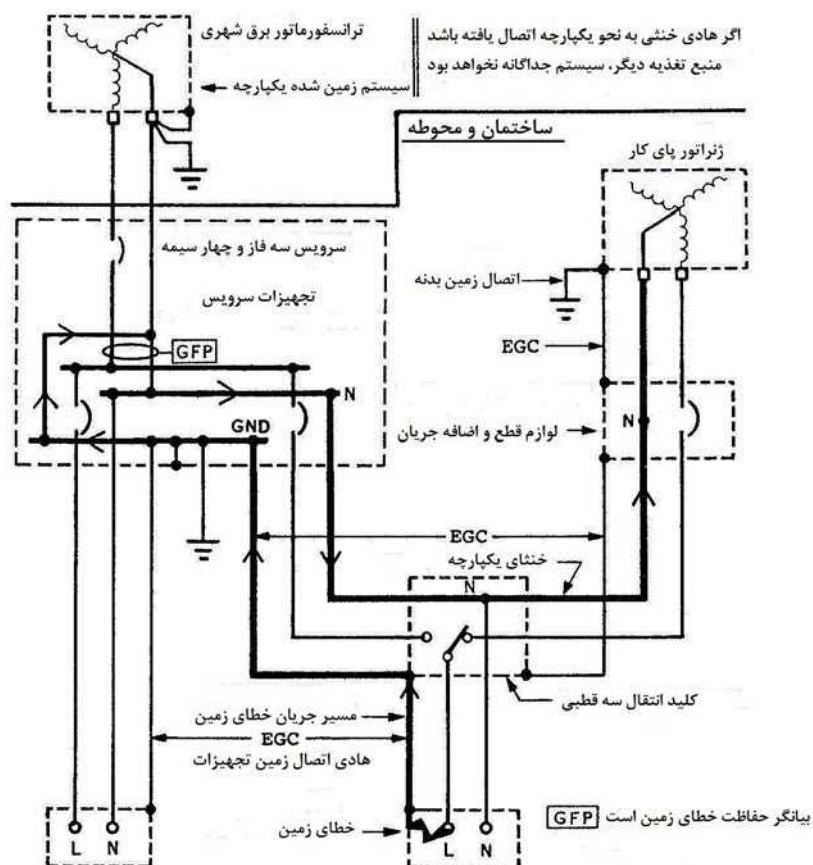 ترانسفورماتور برق شهری
اگر هادی خنثی به نحو یکپارچه اتصال یافته باشد
منبع تغذیه دیگر، سیستم جداگانه نخواهد بود
سیستم زمین شده یکپارچه
ساختمان و محوطه
ژنراتور پای کار
سرویس سه فاز و چهار سیمه
تجهیزات سرویس
اتصال زمین بدنه
GFP
EGC
N
GND
N
لوازم قطع و اضافه جریان
EGC
خنثای یکپارچه
N
کلید انتقال سه قطبی
مسیر جریان خطای زمین
EGC
هادی اتصال زمین تجهیزات
خطای زمین
L N
L N
GFP بیانگر حفاظت خطای زمین است